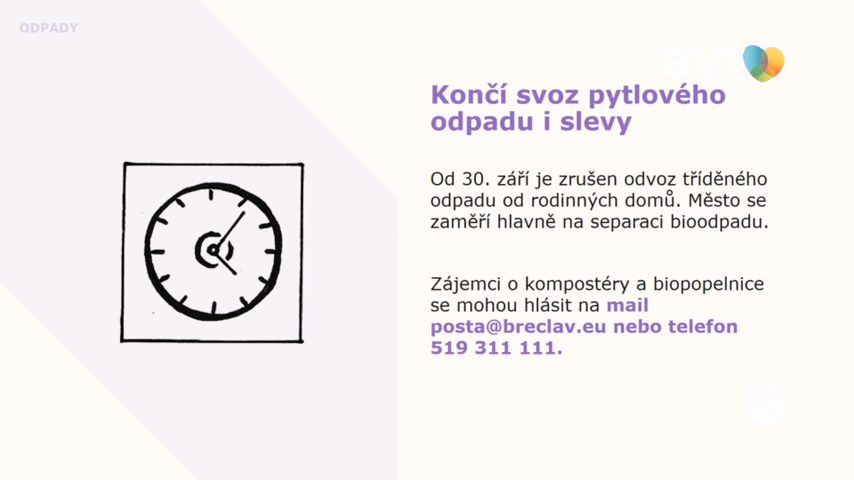 ODPADY
Končí svoz pytlového
odpadu i slevy
Od 30. září je zrušen odvoz tříděného
odpadu od rodinných domů. Město se
zaměří hlavně na separaci bioodpadu.
Zájemci o kompostéry a biopopelnice
se mohou hlásit na mail
posta@breclav.eu nebo telefon
519 311 111.